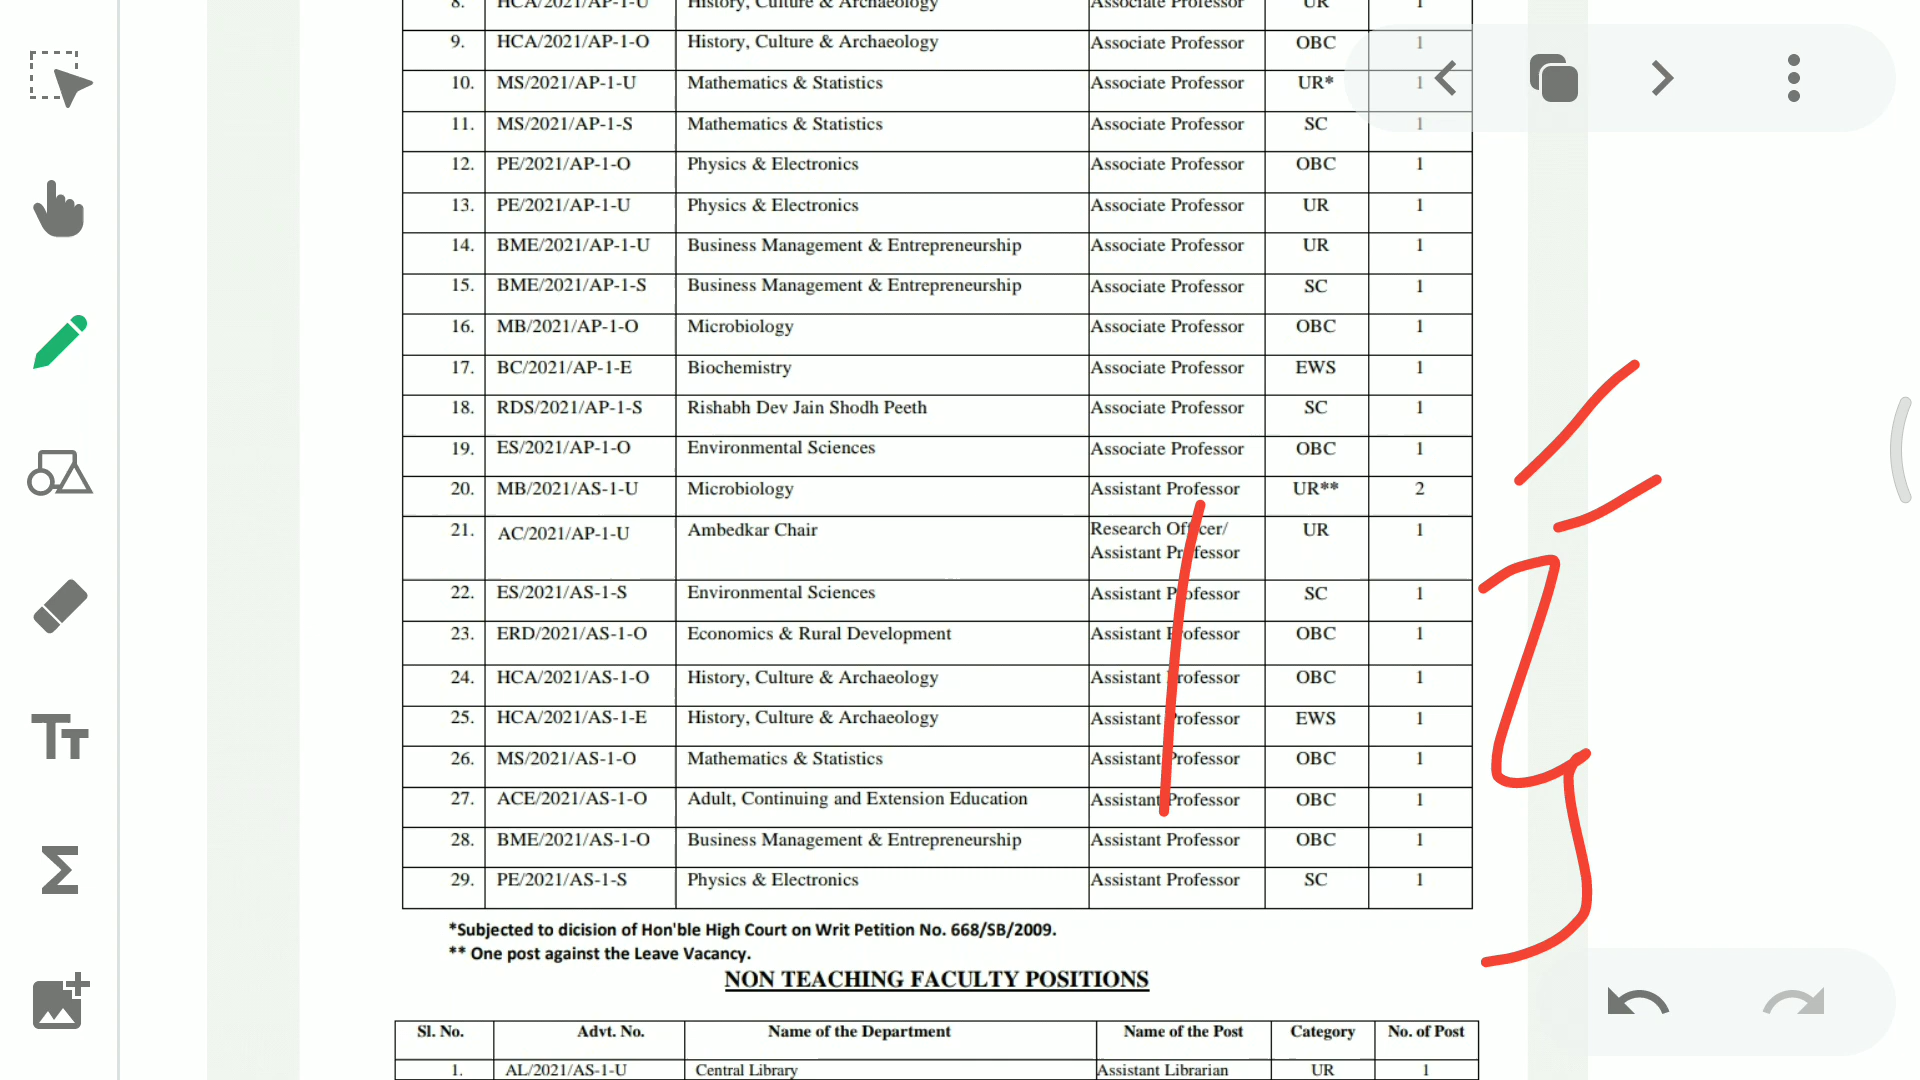 8. HCA/2021/AP-1-U History, Culture & Archaeology Associate Professor UR 1
9. HCA/2021/AP-1-O History, Culture & Archaeology Associate Professor OBC 1
10. MS/2021/AP-1-U Mathematics & Statistics Associate Professor UR* 1
11. MS/2021/AP-1-S Mathematics & Statistics Associate Professor SC 1
12. PE/2021/AP-1-O Physics & Electronics Associate Professor OBC 1
13. PE/2021/AP-1-U Physics & Electronics Associate Professor UR 1
14. BME/2021/AP-1-U Business Management & Entrepreneurship Associate Professor UR 1
15. BME/2021/AP-1-S Business Management & Entrepreneurship Associate Professor SC 1
16. MB/2021/AP-1-O Microbiology Associate Professor OBC 1
17. BC/2021/AP-1-E Biochemistry Associate Professor EWS 1
18. RDS/2021/AP-1-S Rishabh Dev Jain Shodh Peeth Associate Professor SC 1
19. ES/2021/AP-1-O Environmental Sciences Associate Professor OBC 1
20. MB/2021/AS-1-U Microbiology Assistant Professor UR** 2
21. AC/2021/AP-1-U Ambedkar Chair Research Officer/ UR 1
Assistant Professor
22. ES/2021/AS-1-S Environmental Sciences Assistant Professor SC 1
23. ERD/2021/AS-1-O Economics & Rural Development Assistant Professor OBC 1
24. HCA/2021/AS-1-O History, Culture & Archaeology Assistant Professor OBC 1
25. HCA/2021/AS-1-E History, Culture & Archaeology Assistant Professor EWS 1
26. MS/2021/AS-1-O Mathematics & Statistics Assistant Professor OBC 1
27. ACE/2021/AS-1-O Adult, Continuing and Extension Education Assistant Professor OBC 1
28. BME/2021/AS-1-O Business Management & Entrepreneurship Assistant Professor OBC 1
29. PE/2021/AS-1-S Physics & Electronics Assistant Professor SC 1
*Subjected to dicision of Hon'ble High Court on Writ Petition No. 668/SB/2009.
** One post against the Leave Vacancy.
NON TEACHING FACULTY POSITIONS
Sl. No. Advt. No. Name of the Department Name of the Post Category No. of Post
1. AL/2021/AS-1-U Central Library Assistant Librarian UR 1